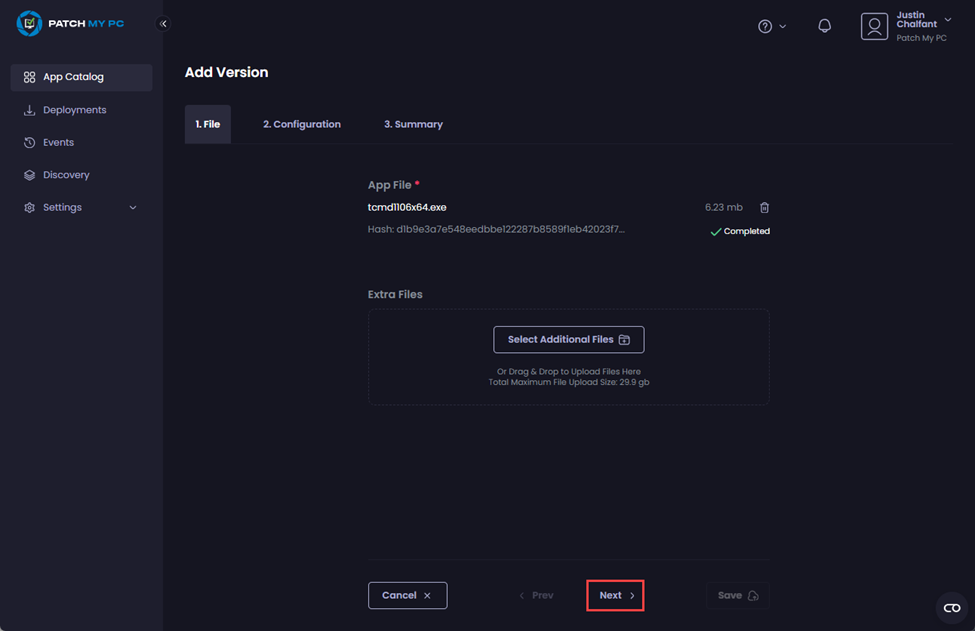 PATCH MY PC
Justin
Chalfant
Patch My PC
App Catalog
Deployments
Events
Discovery
Settings
Add Version
1. File
2. Configuration
3. Summary
App File *
tcmd1106x64.exe
6.23 mb
Hash: d1b9e3a7e548eedbbe122287b8589f1eb42023f7...
Completed
Extra Files
Select Additional Files
Or Drag & Drop to Upload Files Here
Total Maximum File Upload Size: 29.9 gb
Cancel
Prev
Next
Save